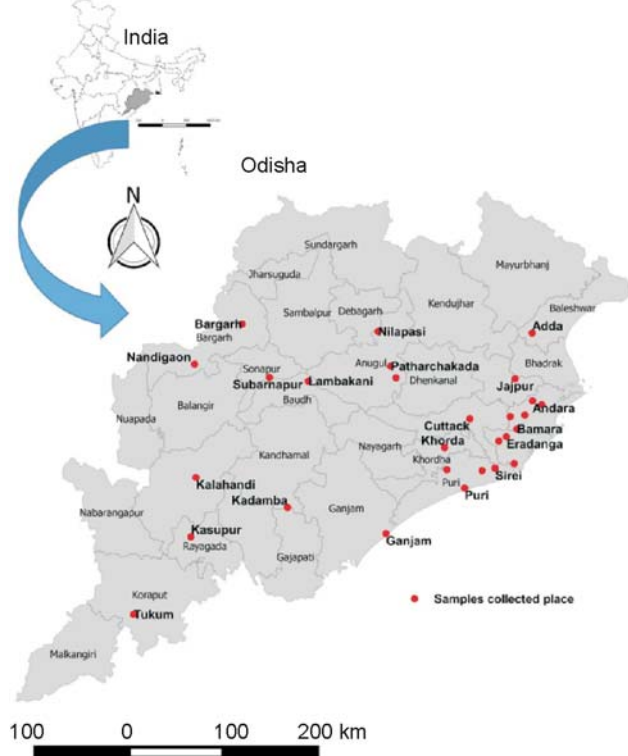 India
Odisha
N
Sundargarh
Mayurbhanj
Jharsuguda
Sambalpur
Debagarh
Kendujhar
Baleshwar
Bargarh
Bargarh
Nilapasi
Adda
Nandigaon
Anugul
Patharchakada
Bhadrak
Sonapur
Subarnapur
Lambakani
Dhenkanal
Jajpur
Nuapada
Balangir
Baudh
Andara
Cuttack
Bamara
Khorda
Eradanga
Nayagarh
Kandhamal
Khordha
Sirei
Kalahandi
Puri
Puri
Kadamba
Nabarangapur
Ganjam
Kasupur
Rayagada
Ganjam
Gajapati
Samples collected place
Koraput
Tukum
Malkangiri
100 0 100 200 km